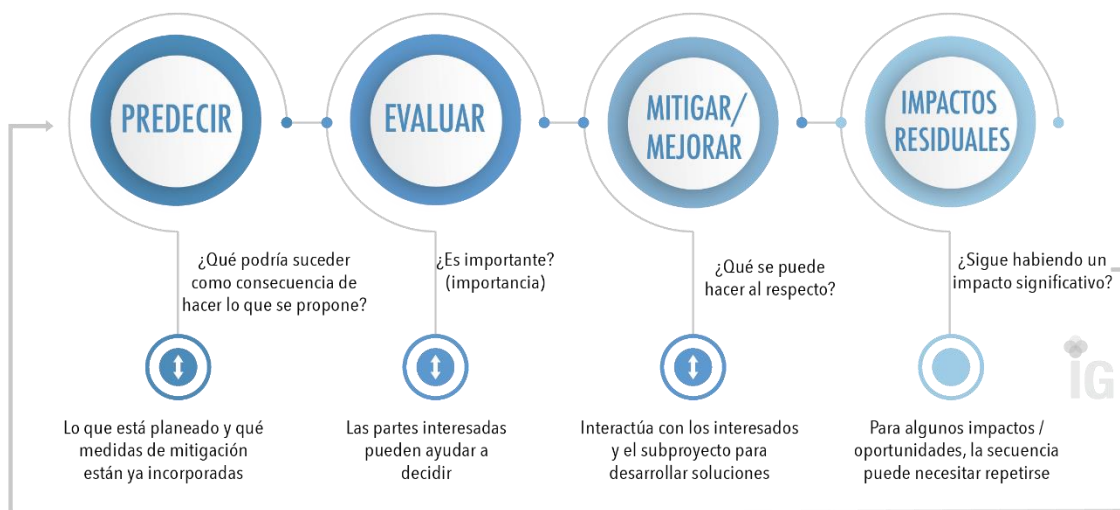 PREDECIR
EVALUAR
MITIGAR/
MEJORAR
IMPACTOS
RESIDUALES
¿Qué podría suceder
como consecuencia de
hacer lo que se propone?
¿Es importante?
(importancia)
¿Qué se puede
hacer al respecto?
¿Sigue habiendo un
impacto significativo?
Lo que está planeado y qué
medidas de mitigación
están ya incorporadas
Las partes interesadas
pueden ayudar a
decidir
Interactúa con los interesados
y el subproyecto para
desarrollar soluciones
Para algunos impactos /
oportunidades, la secuencia
puede necesitar repetirse
iG